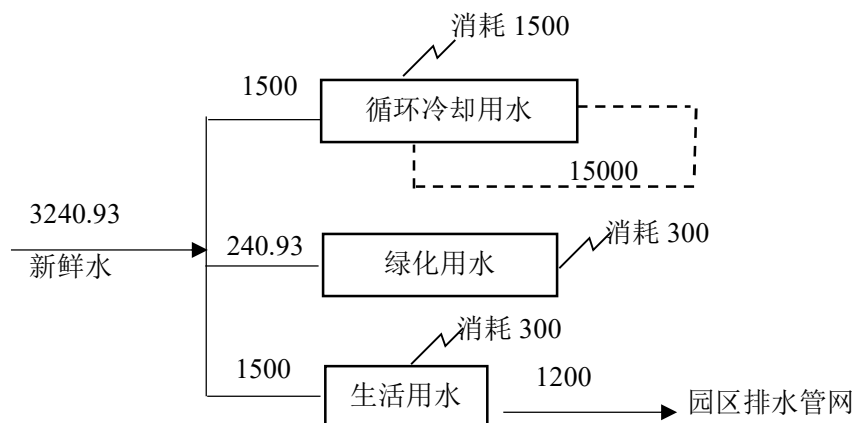 消耗 1500
1500
循环冷却用水
15000
3240.93
新鲜水
240.93
绿化用水
消耗 300
消耗 300
1500
生活用水
1200
园区排水管网